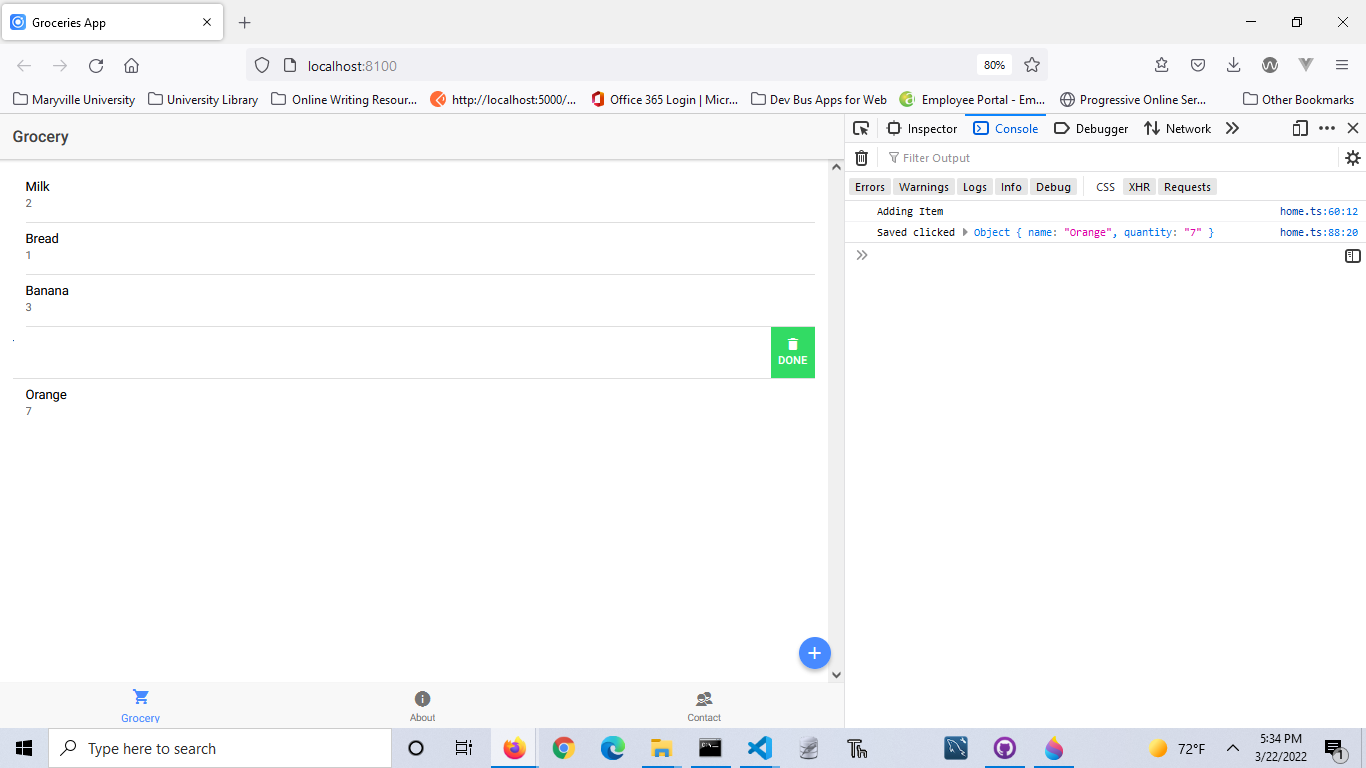 Groceries App
localhost:8100
80%
Maryville University
University Library
Online Writing Resour...
http://localhost:5000/...
Office 365 Login | Micr...
Dev Bus Apps for Web
Employee Portal - Em...
Progressive Online Ser...
Other Bookmarks
Grocery
Milk
2
Bread
1
Banana
3
DONE
Orange
7
Grocery
About
Contact
Inspector
Console
Debugger
Network
Filter Output
Errors
Warnings
Logs
Info
Debug
CSS
XHR
Requests
Adding Item home.ts:60:12
Saved clicked Object { name: "Orange", quantity: "7" } home.ts:88:20
Type here to search
72°F
5:34 PM
3/22/2022
1